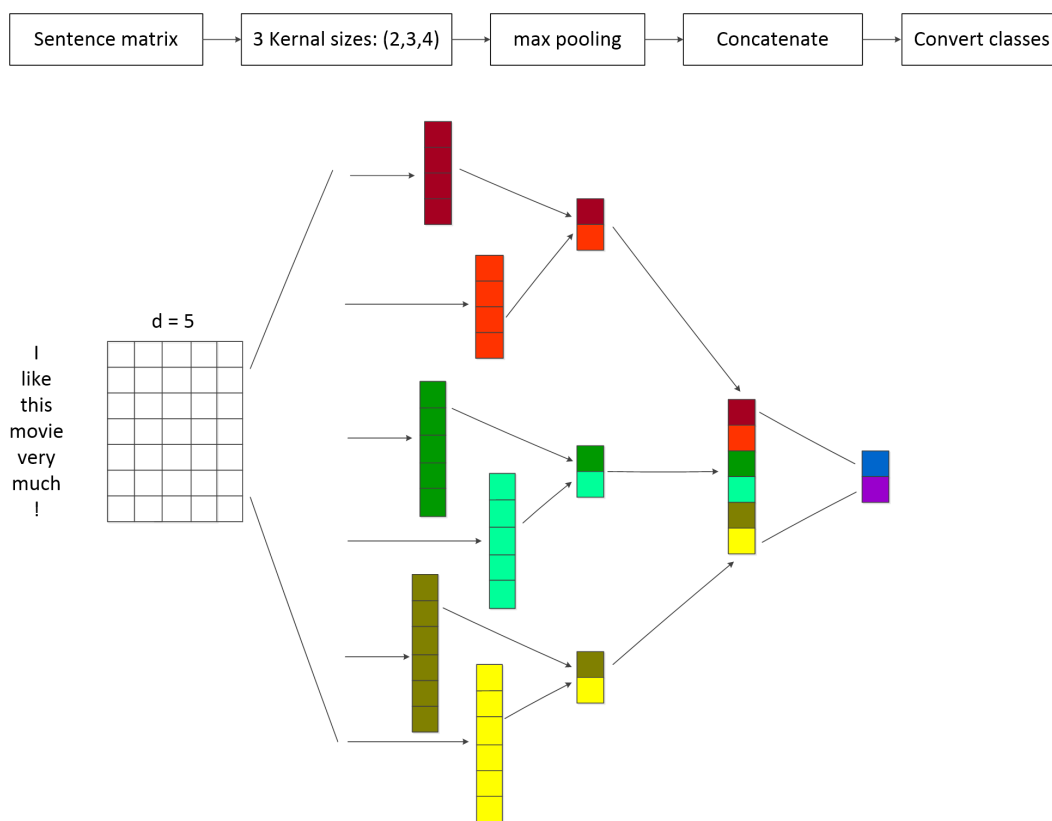 Sentence matrix
3 Kernal sizes: (2,3,4)
max pooling
Concatenate
Convert classes
d = 5
I
like
this
movie
very
much
!